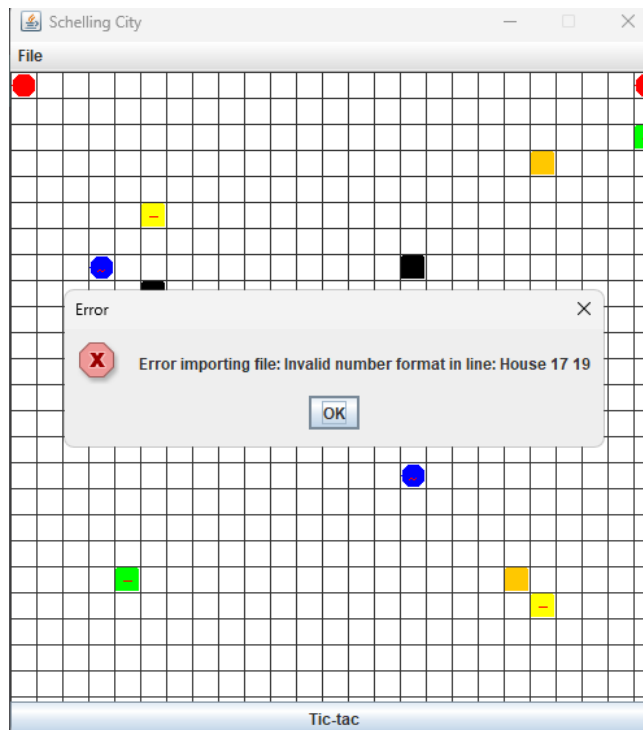 Schelling City
File
Error
Error importing file: Invalid number format in line: House 17 19
OK
Tic-tac